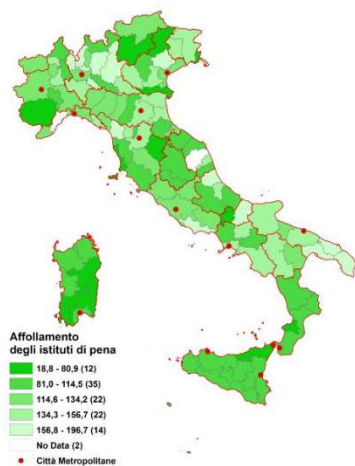 Affollamento
degli istituti di pena
18,8 - 80,9 (12)
81,0 - 114,5 (35)
114,6 - 134,2 (22)
134,3 - 156,7 (22)
156,8 - 196,7 (14)
No Data (2)
Città Metropolitane